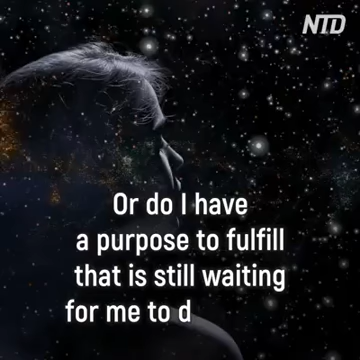 NTD
Or do I have
a purpose to fulfill
that is still waiting
for me to d